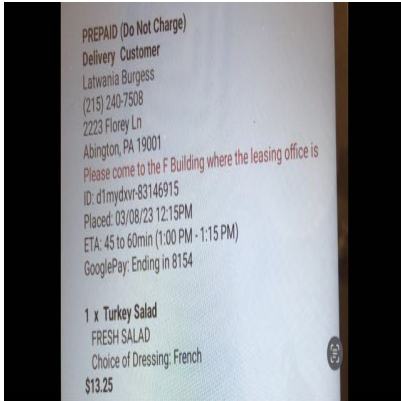 PREPAID (Do Not Charge)
Delivery Customer
Latwania Burgess
(215) 240-7508
2223 Florey Ln
Abington, PA 19001
Please come to the F Building where the leasing office is
ID: d1mydxvr-83146915
Placed: 03/08/23 12:15PM
ETA: 45 to 60min (1:00 PM - 1:15 PM)
GooglePay: Ending in 8154
1 x Turkey Salad
FRESH SALAD
Choice of Dressing: French
$13.25